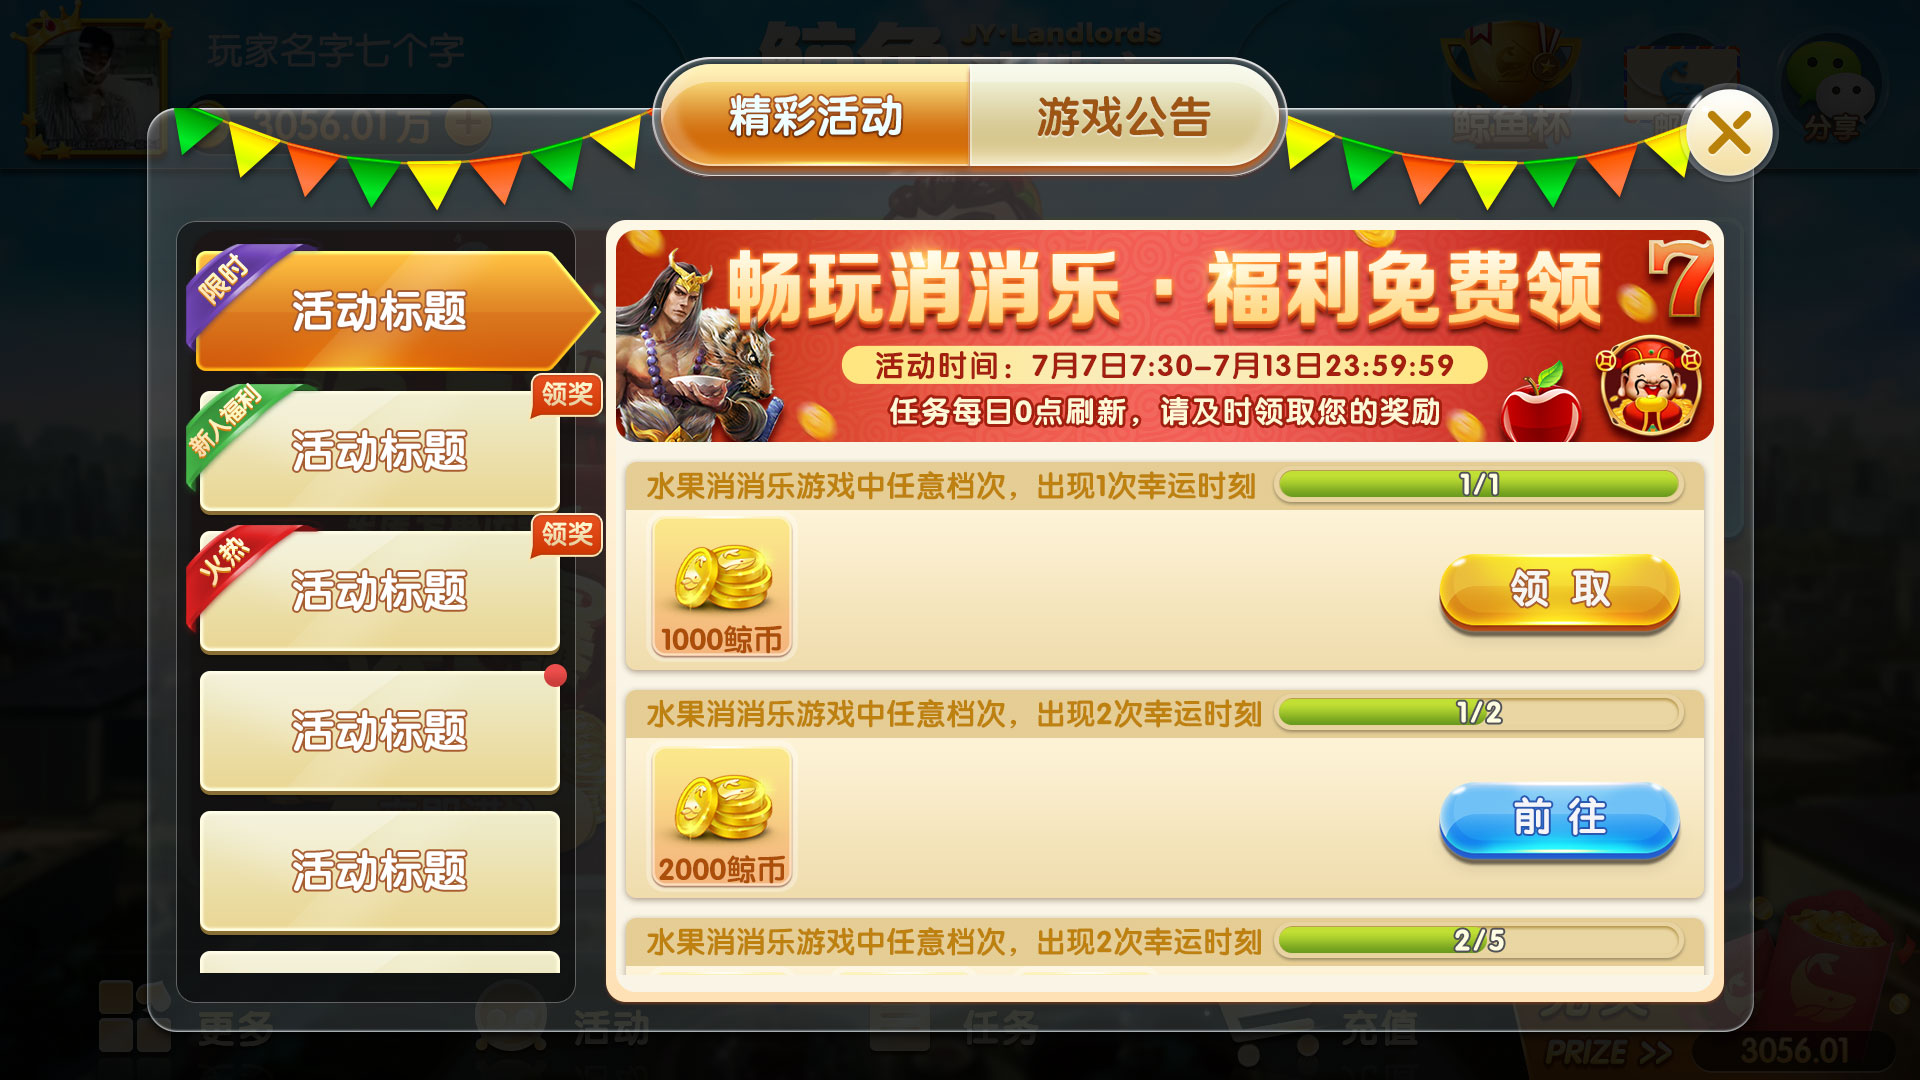 玩家名字七个字
JY·Landlords
3056.01万
鲸鱼杯
分享
精彩活动
游戏公告
限时
活动标题
新人福利
领奖
活动标题
火热
领奖
活动标题
活动标题
活动标题
畅玩消消乐·福利免费领
7
活动时间：7月7日7:30-7月13日23:59:59
任务每日0点刷新，请及时领取您的奖励
水果消消乐游戏中任意档次，出现1次幸运时刻
1/1
1000鲸币
领 取
水果消消乐游戏中任意档次，出现2次幸运时刻
1/2
2000鲸币
前 往
水果消消乐游戏中任意档次，出现2次幸运时刻
2/5
更多
活动
任务
充值
PRIZE >>
3056.01